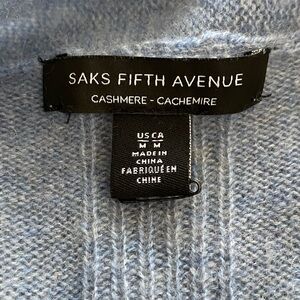 SAKS FIFTH AVENUE
CASHMERE - CACHEMIRE
US CA
M M
MADE IN
CHINA
FABRIQUÉ EN
CHINE